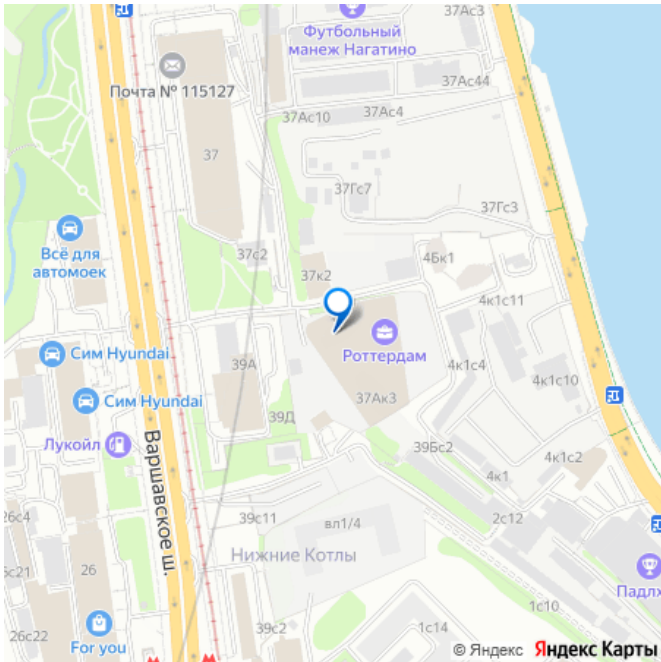 37Ас3
Футбольный
манеж Нагатино
37Ас44
Почта № 115127
37Ас10
37Ас4
37
37Гс7
37Гс3
Всё для
автомоек
37с2
37к2
4Бк1
4к1с11
Сим Hyundai
39А
Роттердам
4к1с4
4к1с10
Сим Hyundai
37Ак3
39Д
Лукойл
Варшавское ш.
39Бс2
4к1с2
4к1
26с4
39с11
вл1/4
2с12
5с21
26
Нижние Котлы
Падлх
1с10
26с22
For you
39с2
1с14
© Яндекс Яндекс Карты